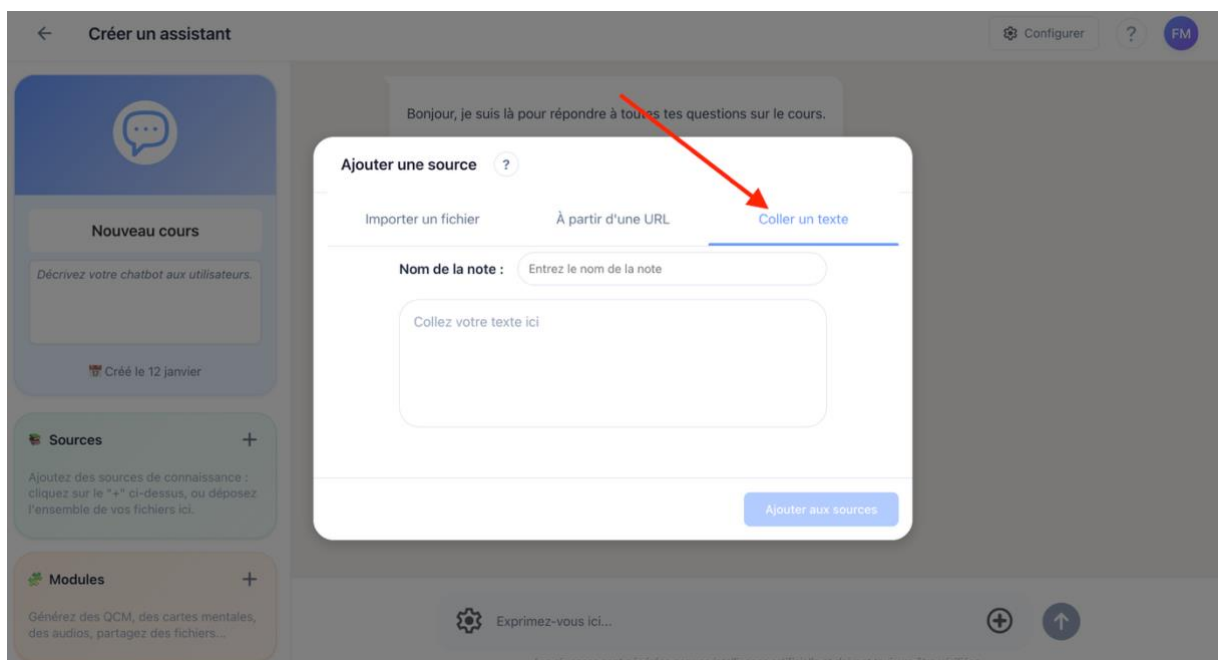 Créer un assistant
Configurer
?
FM
Bonjour, je suis là pour répondre à toutes tes questions sur le cours.
Nouveau cours
Décrivez votre chatbot aux utilisateurs.
Créé le 12 janvier
Sources
+
Ajoutez des sources de connaissance :
cliquez sur le "+" ci-dessus, ou déposez
l'ensemble de vos fichiers ici.
Modules
+
Générez des QCM, des cartes mentales,
des audios, partagez des fichiers...
Ajouter une source ?
Importer un fichier
À partir d'une URL
Coller un texte
Nom de la note : Entrez le nom de la note
Collez votre texte ici
Ajouter aux sources
Exprimez-vous ici...